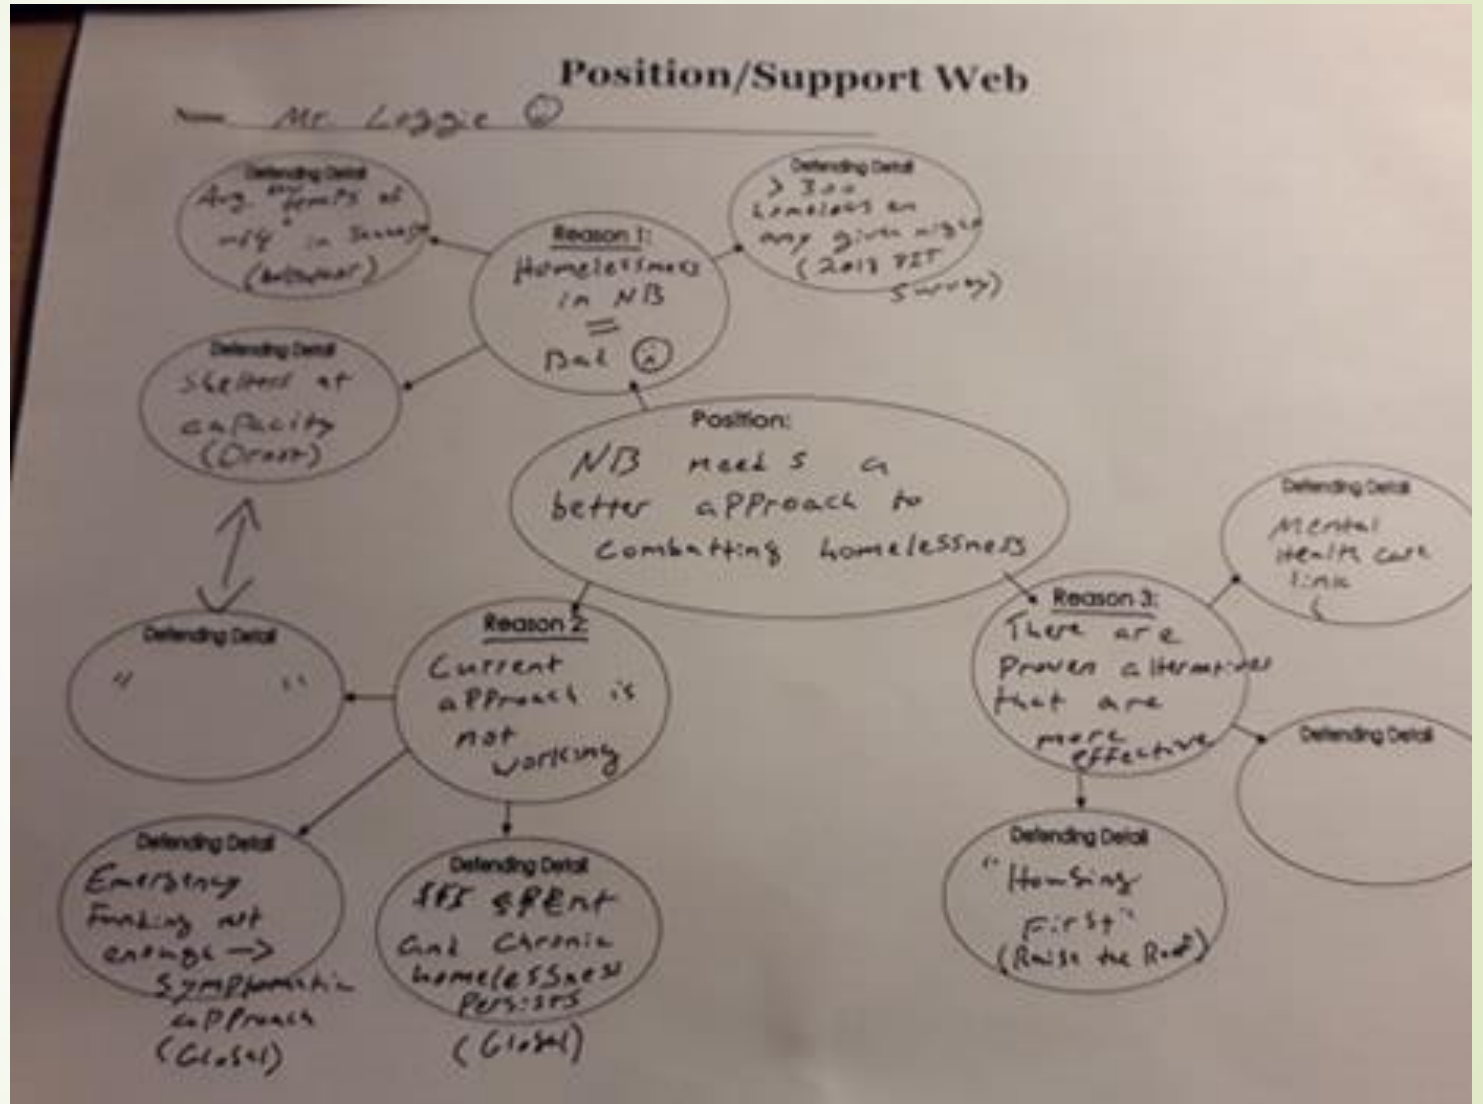 Position/Support Web
Name Mr. Loggie
Defending Detail
Avg. of
in
Defending Detail
> 300
homeless on
any given night
(2018 PIT
Survey)
Reason 1:
Homelessness
in NB
=
Bad
Defending Detail
Shelters at
capacity
Position:
NB needs a
better approach to
combatting homelessness
Defending Detail
Mental
Health care
link
(
Defending Detail
" "
Reason 2:
Current
approach is
not
working
Reason 3:
There are
Proven alternatives
that are
more
effective
Defending Detail
Defending Detail
Emergency
Funding not
enough ->
symptomatic
approach
(Global)
Defending Detail
$$$ spent
and chronic
homelessness
Persists
(Global)
Defending Detail
"Housing
First"
(Raise the Roof)